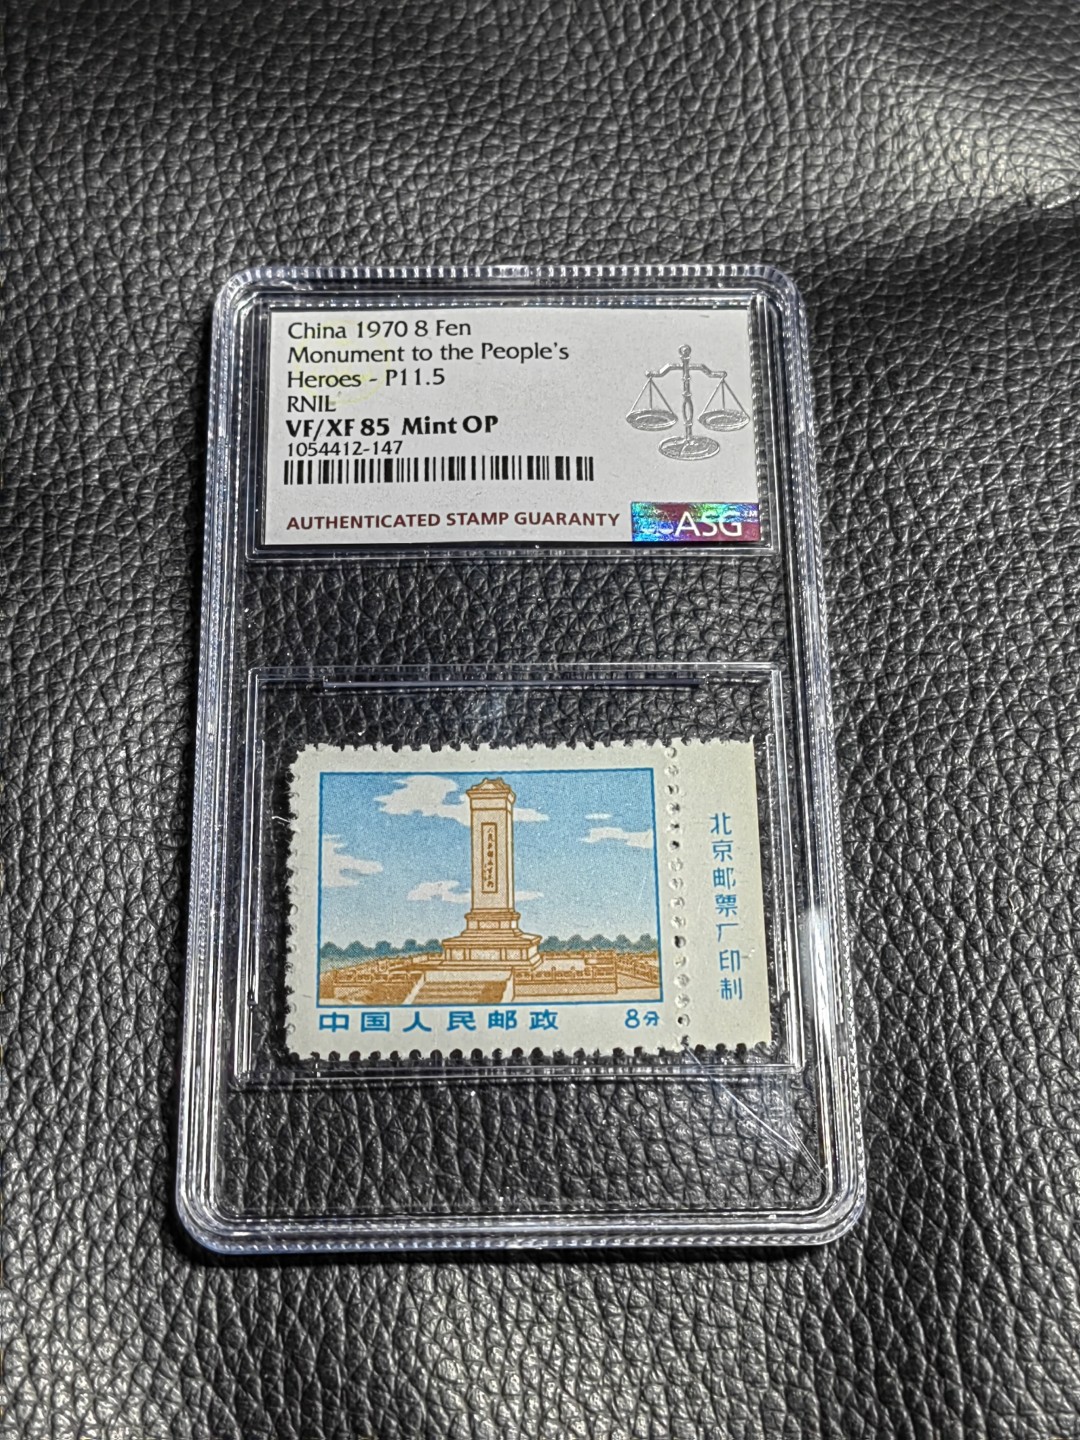 China 1970 8 Fen
Monument to the People's
Heroes - P11.5
RNIL
VF/XF 85 Mint OP
1054412-147
AUTHENTICATED STAMP GUARANTY
ASG™
北京邮票厂印制
中国人民邮政 8分